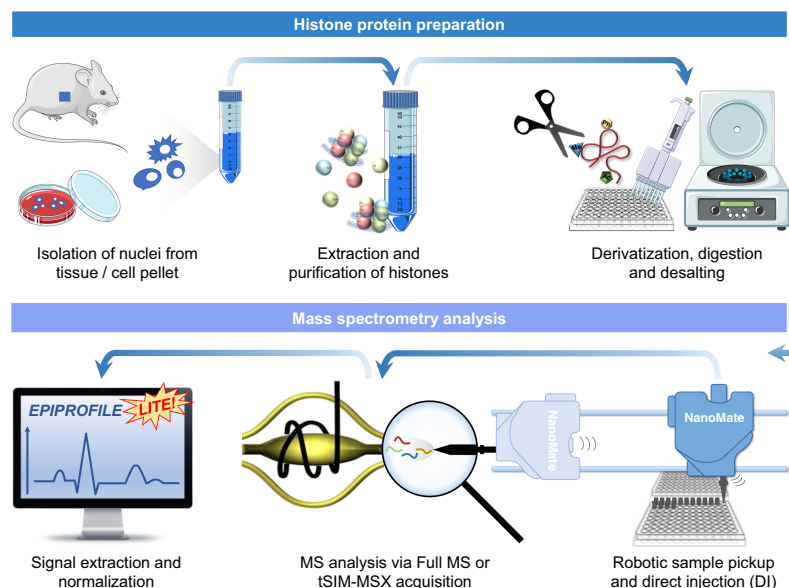 Histone protein preparation
Isolation of nuclei from
tissue / cell pellet
Extraction and
purification of histones
Derivatization, digestion
and desalting
Mass spectrometry analysis
EPIPROFILE
LITE!
NanoMate
NanoMate
Signal extraction and
normalization
MS analysis via Full MS or
tSIM-MSX acquisition
Robotic sample pickup
and direct injection (DI)